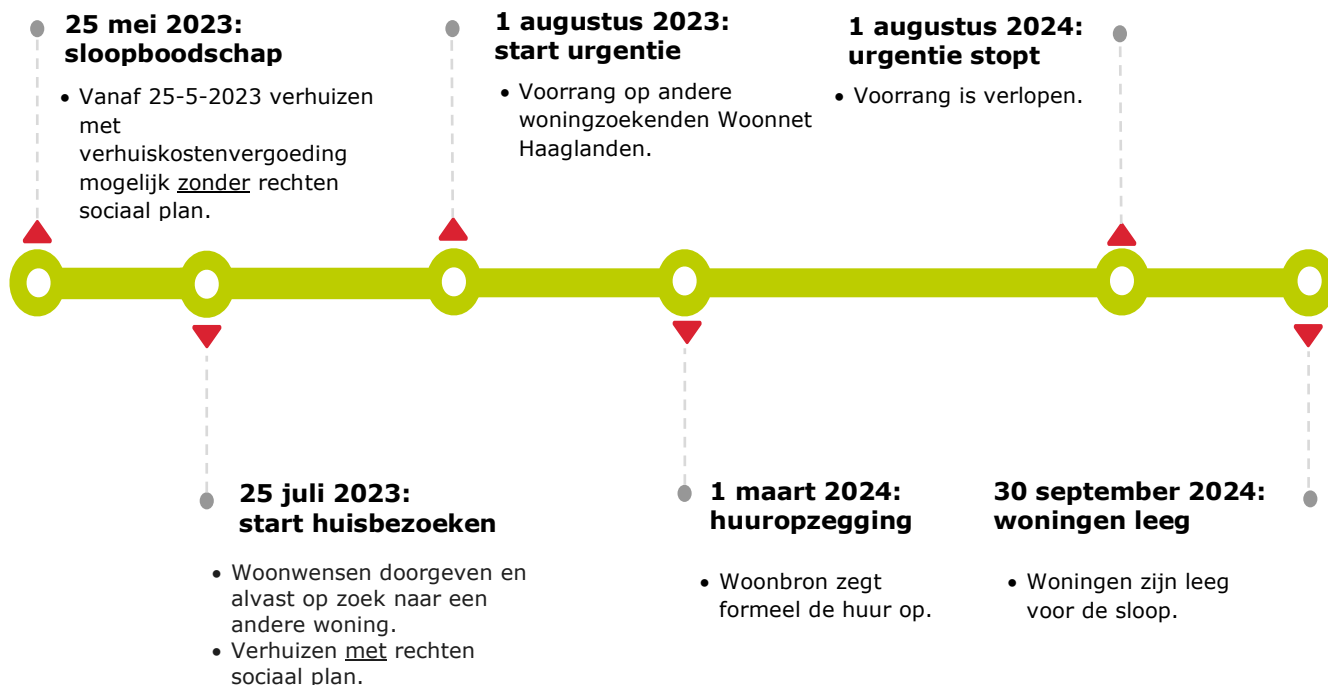 25 mei 2023:
sloopboodschap
• Vanaf 25-5-2023 verhuizen
met
verhuiskostenvergoeding
mogelijk zonder rechten
sociaal plan.
1 augustus 2023:
start urgentie
• Voorrang op andere
woningzoekenden Woonnet
Haaglanden.
1 augustus 2024:
urgentie stopt
• Voorrang is verlopen.
25 juli 2023:
start huisbezoeken
• Woonwensen doorgeven en
alvast op zoek naar een
andere woning.
• Verhuizen met rechten
sociaal plan.
1 maart 2024:
huuropzegging
• Woonbron zegt
formeel de huur op.
30 september 2024:
woningen leeg
• Woningen zijn leeg
voor de sloop.